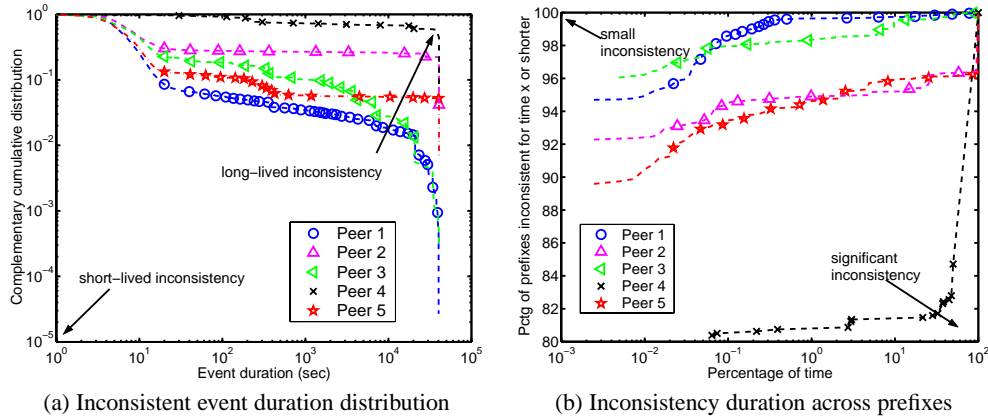 Complementary cumulative distribution
10^0
10^-1
10^-2
10^-3
10^-4
10^-5
long-lived inconsistency
short-lived inconsistency
Peer 1
Peer 2
Peer 3
Peer 4
Peer 5
10^0
10^1
10^2
10^3
10^4
10^5
Event duration (sec)
(a) Inconsistent event duration distribution
Pctg of prefixes inconsistent for time x or shorter
100
98
96
94
92
90
88
86
84
82
80
small
inconsistency
significant
inconsistency
Peer 1
Peer 2
Peer 3
Peer 4
Peer 5
10^-3
10^-2
10^-1
10^0
10^1
10^2
Percentage of time
(b) Inconsistency duration across prefixes